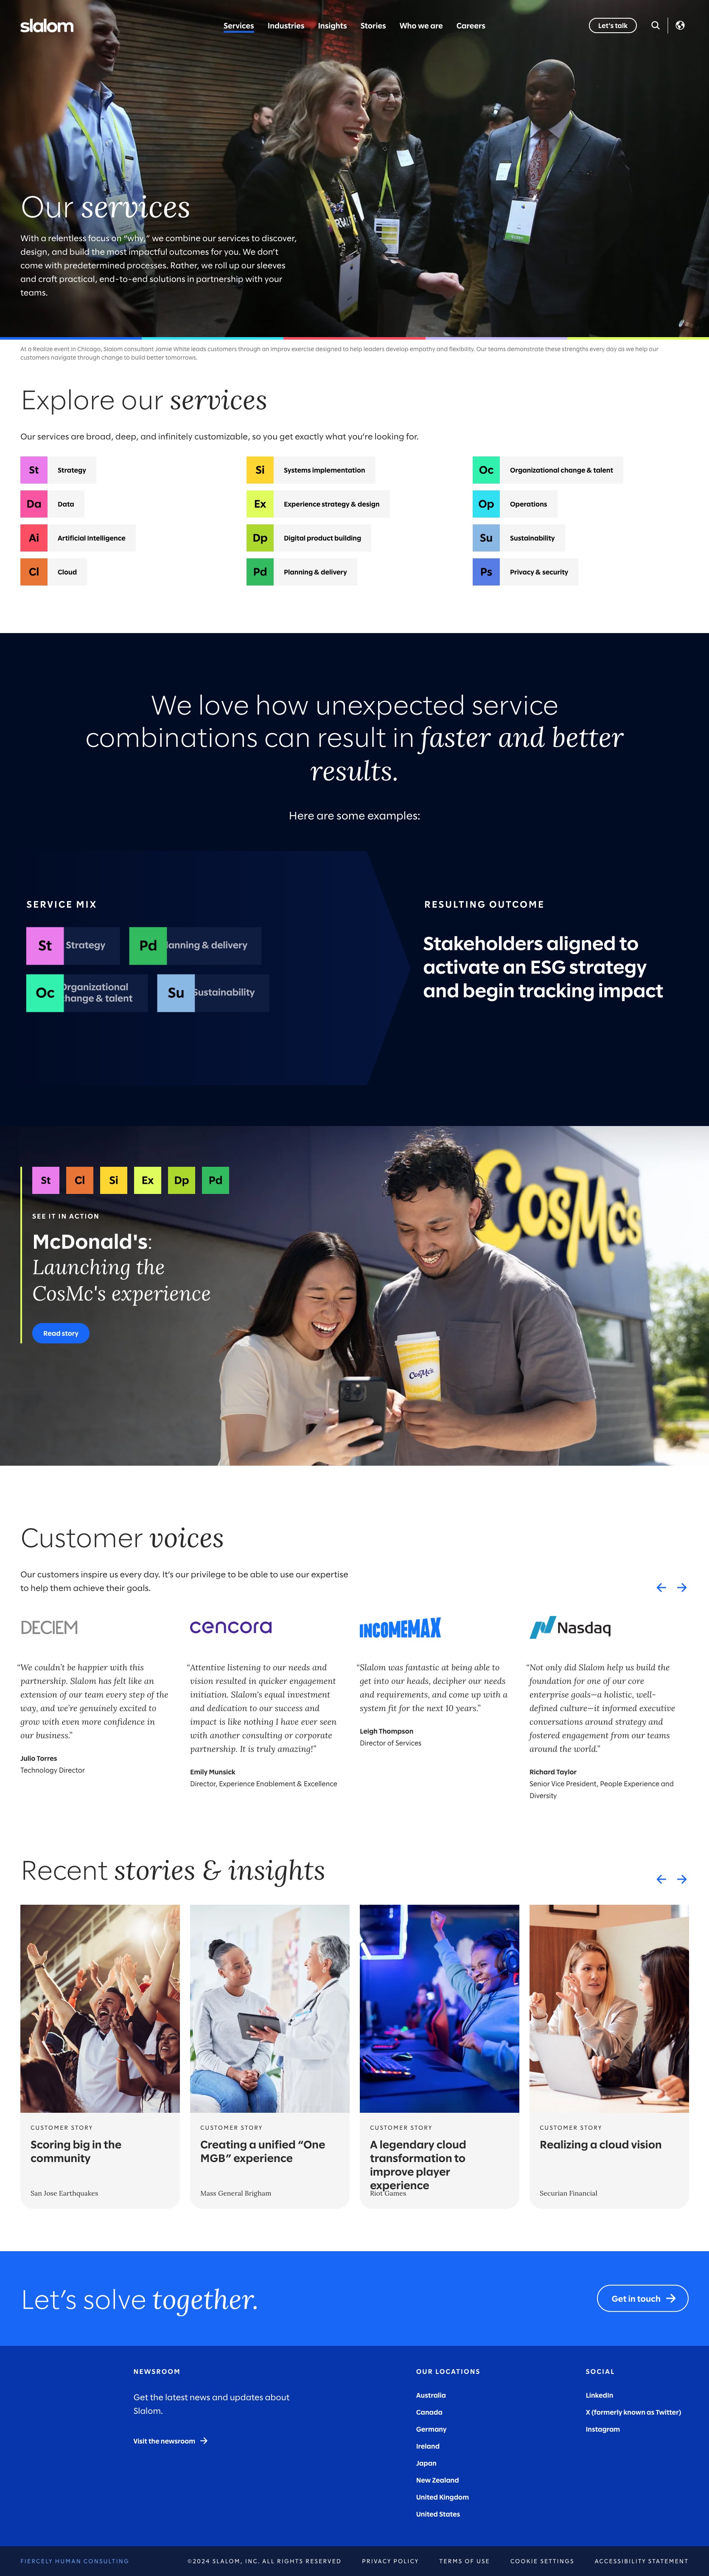 slalom
Services Industries Insights Stories Who we are Careers
Let's talk
Our services
With a relentless focus on “why,” we combine our services to discover,
design, and build the most impactful outcomes for you. We don’t
come with predetermined processes. Rather, we roll up our sleeves
and craft practical, end-to-end solutions in partnership with your
teams.
At a Realize event in Chicago, Slalom consultant Jamie White leads customers through an improv exercise designed to help leaders develop empathy and flexibility. Our teams demonstrate these strengths every day as we help our
customers navigate through change to build better tomorrows.
Explore our services
Our services are broad, deep, and infinitely customizable, so you get exactly what you’re looking for.
St Strategy
Si Systems implementation
Oc Organizational change & talent
Da Data
Ex Experience strategy & design
Op Operations
Ai Artificial Intelligence
Dp Digital product building
Su Sustainability
Cl Cloud
Pd Planning & delivery
Ps Privacy & security
We love how unexpected service
combinations can result in faster and better
results.
Here are some examples:
SERVICE MIX
St Strategy
Pd anning & delivery
Oc Organizational
hange & talent
Su Sustainability
RESULTING OUTCOME
Stakeholders aligned to
activate an ESG strategy
and begin tracking impact
St Cl Si Ex Dp Pd
SEE IT IN ACTION
McDonald's:
Launching the
CosMc's experience
Read story
CosMc's
CosMc's
Customer voices
Our customers inspire us every day. It’s our privilege to be able to use our expertise
to help them achieve their goals.
DECIEM
“We couldn’t be happier with this
partnership. Slalom has felt like an
extension of our team every step of the
way, and we’re genuinely excited to
grow with even more confidence in
our business.”
Julio Torres
Technology Director
cencora
“Attentive listening to our needs and
vision resulted in quicker engagement
initiation. Slalom's equal investment
and dedication to our success and
impact is like nothing I have ever seen
with another consulting or corporate
partnership. It is truly amazing!”
Emily Munsick
Director, Experience Enablement & Excellence
INCOMEMAX
“Slalom was fantastic at being able to
get into our heads, decipher our needs
and requirements, and come up with a
system fit for the next 10 years.”
Leigh Thompson
Director of Services
Nasdaq
“Not only did Slalom help us build the
foundation for one of our core
enterprise goals—a holistic, well-
defined culture—it informed executive
conversations around strategy and
fostered engagement from our teams
around the world.”
Richard Taylor
Senior Vice President, People Experience and
Diversity
Recent stories & insights
CUSTOMER STORY
Scoring big in the
community
San Jose Earthquakes
CUSTOMER STORY
Creating a unified “One
MGB” experience
Mass General Brigham
CUSTOMER STORY
A legendary cloud
transformation to
improve player
experience
Riot Games
CUSTOMER STORY
Realizing a cloud vision
Securian Financial
Let’s solve together.
Get in touch
NEWSROOM
Get the latest news and updates about
Slalom.
Visit the newsroom
OUR LOCATIONS
Australia
Canada
Germany
Ireland
Japan
New Zealand
United Kingdom
United States
SOCIAL
LinkedIn
X (formerly known as Twitter)
Instagram
FIERCELY HUMAN CONSULTING
©2024 SLALOM, INC. ALL RIGHTS RESERVED
PRIVACY POLICY
TERMS OF USE
COOKIE SETTINGS
ACCESSIBILITY STATEMENT